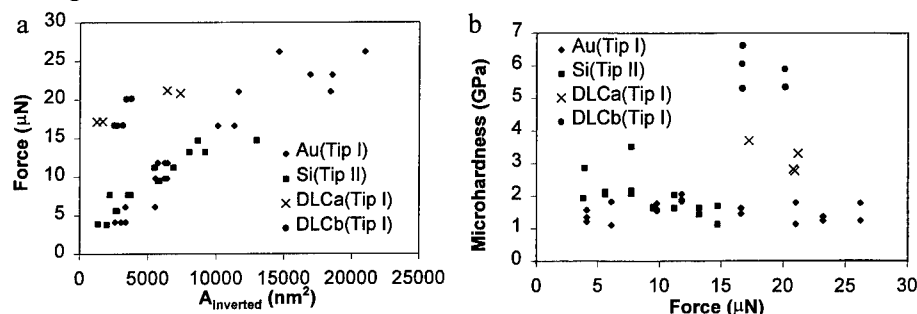 a
30
25
20
15
10
5
0
Force (μN)
Au(Tip I)
Si(Tip II)
DLCa(Tip I)
DLCb(Tip I)
0 5000 10000 15000 20000 25000
A_Inverted (nm²)
b
7
6
5
4
3
2
1
0
Microhardness (GPa)
Au(Tip I)
Si(Tip II)
DLCa(Tip I)
DLCb(Tip I)
0 5 10 15 20 25 30
Force (μN)